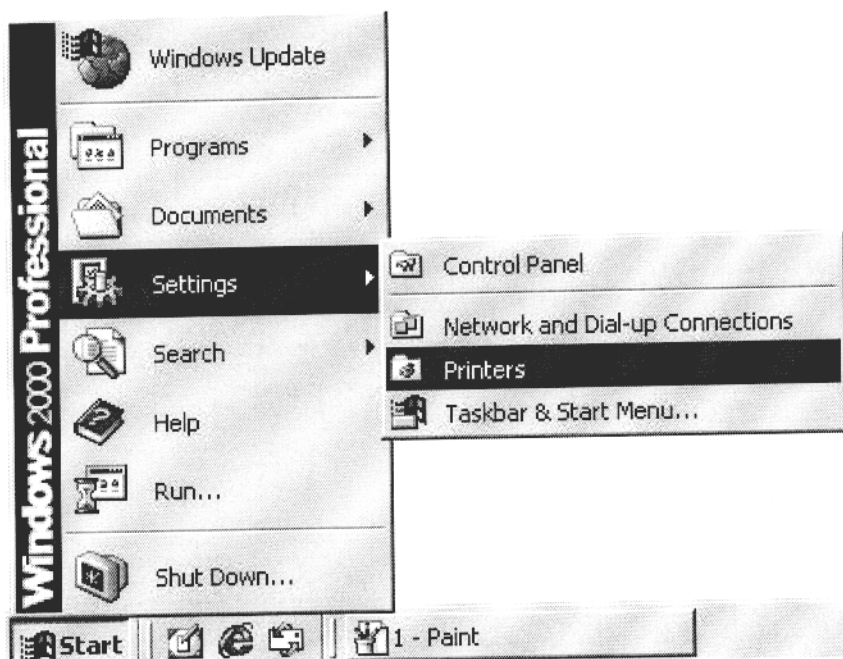 Windows 2000 Professional
Windows Update
Programs
Documents
Settings
Search
Help
Run...
Shut Down...
Control Panel
Network and Dial-up Connections
Printers
Taskbar & Start Menu...
Start
1 - Paint